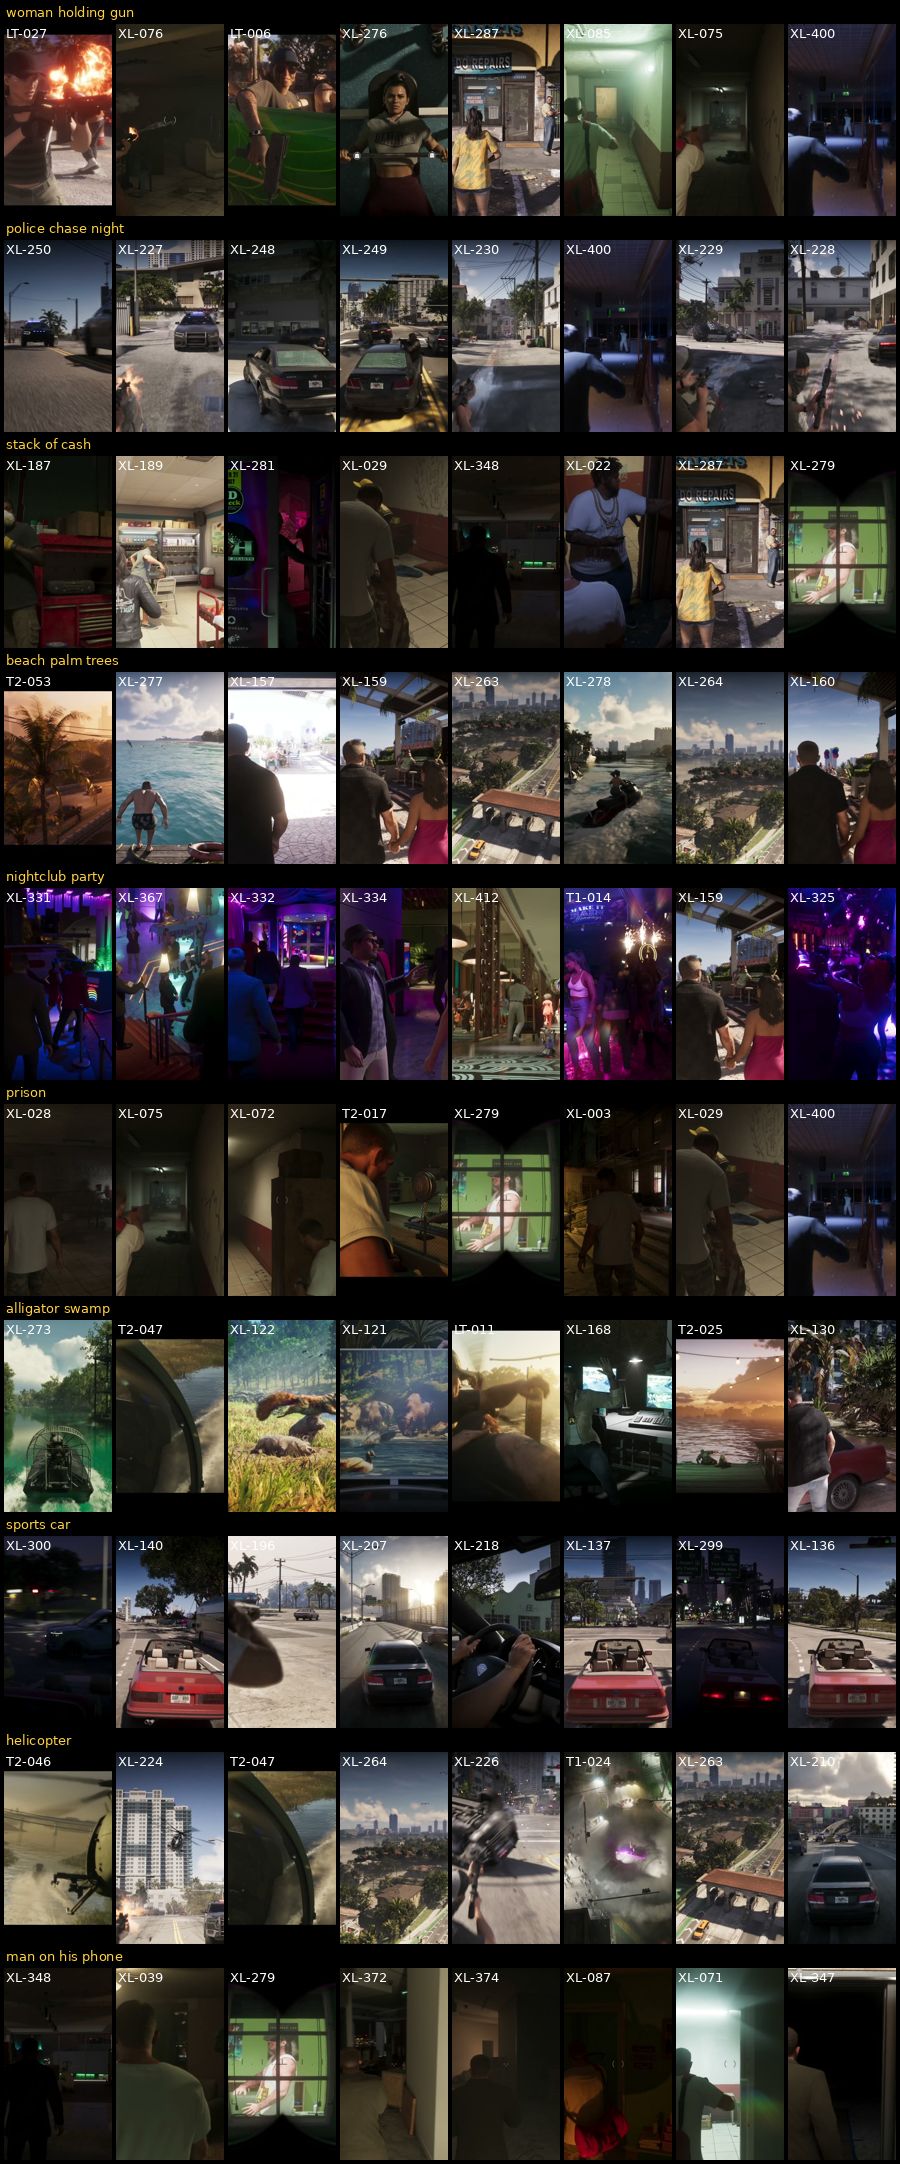 woman holding gun
LT-027 XL-076 LT-006 XL-276 XL-287 XL-085 XL-075 XL-400
DO REPAIRS
police chase night
XL-250 XL-227 XL-248 XL-249 XL-230 XL-400 XL-229 XL-228
stack of cash
XL-187 XL-189 XL-281 XL-029 XL-348 XL-022 XL-287 XL-279
DO REPAIRS
beach palm trees
T2-053 XL-277 XL-157 XL-159 XL-263 XL-278 XL-264 XL-160
nightclub party
XL-331 XL-367 XL-332 XL-334 XL-412 T1-014 XL-159 XL-325
MAKE IT
prison
XL-028 XL-075 XL-072 T2-017 XL-279 XL-003 XL-029 XL-400
alligator swamp
XL-273 T2-047 XL-122 XL-121 LT-011 XL-168 T2-025 XL-130
sports car
XL-300 XL-140 XL-196 XL-207 XL-218 XL-137 XL-299 XL-136
helicopter
T2-046 XL-224 T2-047 XL-264 XL-226 T1-024 XL-263 XL-210
man on his phone
XL-348 XL-039 XL-279 XL-372 XL-374 XL-087 XL-071 XL-347